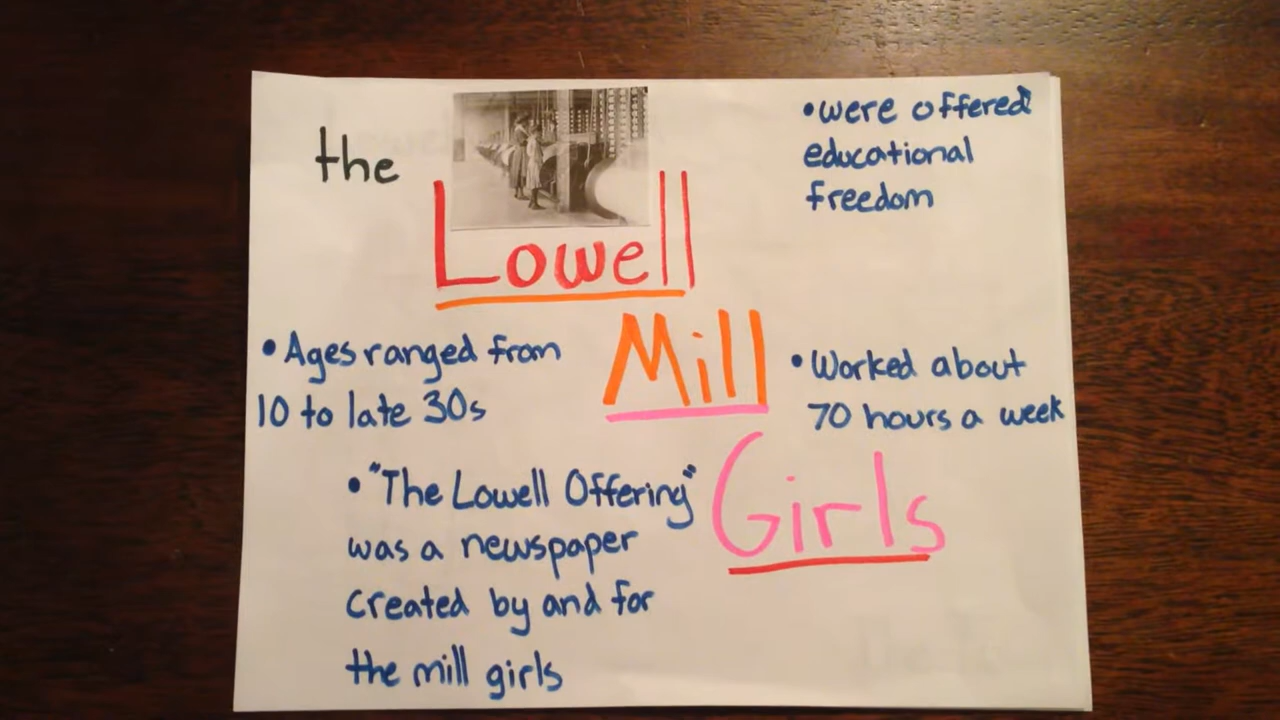 the
Lowell
Mill
Girls
•were offered
educational
freedom
•Ages ranged from
10 to late 30s
•Worked about
70 hours a week
•"The Lowell Offering"
was a newspaper
created by and for
the mill girls